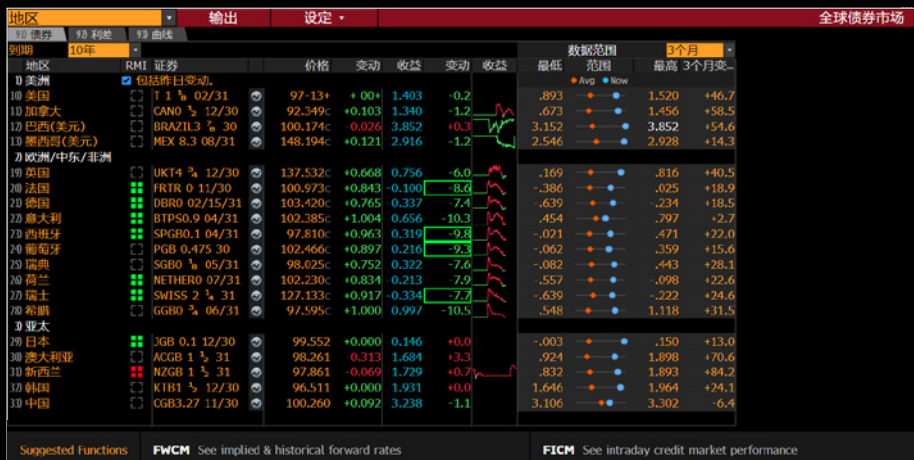 地区 输出 设定 全球债券市场
91) 债券 92) 利差 93) 曲线
到期 10年 数据范围 3个月
地区 RMI 证券 价格 变动 收益 变动 收益 最低 范围 最高 3个月变...
1) 美洲 包括昨日变动. Avg Now
10) 美国 T 1 ⅛ 02/31 97-13+ + 00+ 1.403 -0.2 .893 1.520 +46.7
11) 加拿大 CAN0 ½ 12/30 92.349c +0.103 1.340 -1.2 .673 1.456 +58.5
12) 巴西(美元) BRAZIL3 ⅞ 30 100.174c -0.026 3.852 +0.3 3.152 3.852 +54.6
13) 墨西哥(美元) MEX 8.3 08/31 148.194c +0.121 2.916 -1.2 2.546 2.928 +14.3
2) 欧洲/中东/非洲
19) 英国 UKT4 ¾ 12/30 137.532c +0.668 0.756 -6.0 .169 .816 +40.5
20) 法国 FRTR 0 11/30 100.973c +0.843 -0.100 -8.6 -.386 .025 +18.9
21) 德国 DBR0 02/15/31 103.420c +0.765 -0.337 -7.4 -.639 -.234 +18.5
22) 意大利 BTPS0.9 04/31 102.385c +1.004 0.656 -10.3 .454 .797 +2.7
23) 西班牙 SPGB0.1 04/31 97.810c +0.963 0.319 -9.8 -.021 .471 +22.0
24) 葡萄牙 PGB 0.475 30 102.466c +0.897 0.216 -9.3 -.062 .359 +15.6
25) 瑞典 SGB0 ⅛ 05/31 98.025c +0.752 0.322 -7.6 -.082 .443 +28.1
26) 荷兰 NETHER0 07/31 102.230c +0.834 -0.213 -7.9 -.557 -.098 +22.6
27) 瑞士 SWISS 2 ¼ 31 127.133c +0.917 -0.334 -7.7 -.639 -.222 +24.6
28) 希腊 GGB0 ¾ 06/31 97.595c +1.000 0.997 -10.5 .548 1.118 +31.5
3) 亚太
29) 日本 JGB 0.1 12/30 99.552 +0.000 0.146 +0.0 -.003 .150 +13.0
30) 澳大利亚 ACGB 1 ½ 31 98.261 -0.313 1.684 +3.3 .924 1.898 +70.6
31) 新西兰 NZGB 1 ½ 31 97.861 -0.069 1.729 +0.7 .832 1.893 +84.2
32) 韩国 KTB1 ½ 12/30 96.511 +0.000 1.931 +0.0 1.646 1.964 +24.1
33) 中国 CGB3.27 11/30 100.260 +0.092 3.238 -1.1 3.106 3.302 -6.4
Suggested Functions FWCM See implied & historical forward rates FICM See intraday credit market performance